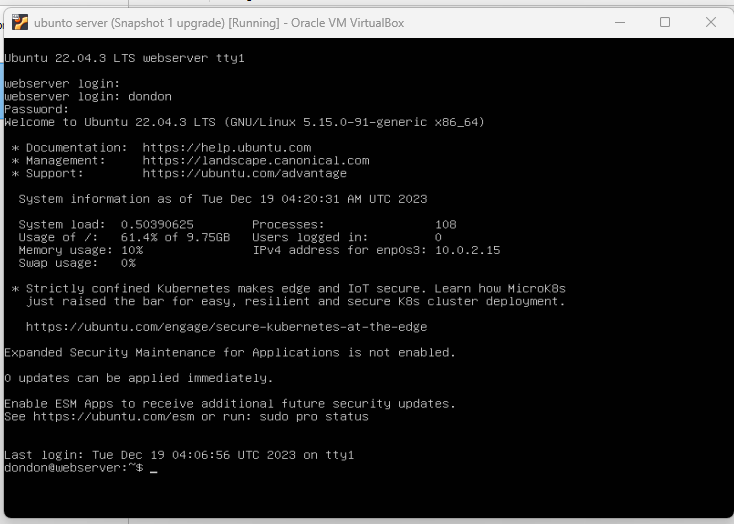 ubunto server (Snapshot 1 upgrade) [Running] - Oracle VM VirtualBox
Ubuntu 22.04.3 LTS webserver tty1
webserver login:
webserver login: dondon
Password:
Welcome to Ubuntu 22.04.3 LTS (GNU/Linux 5.15.0-91-generic x86_64)
* Documentation:  https://help.ubuntu.com
* Management:     https://landscape.canonical.com
* Support:        https://ubuntu.com/advantage
System information as of Tue Dec 19 04:20:31 AM UTC 2023
System load:  0.50390625        Processes:               108
Usage of /:   61.4% of 9.75GB   Users logged in:         0
Memory usage: 10%               IPv4 address for enp0s3: 10.0.2.15
Swap usage:   0%
* Strictly confined Kubernetes makes edge and IoT secure. Learn how MicroK8s
just raised the bar for easy, resilient and secure K8s cluster deployment.
https://ubuntu.com/engage/secure-kubernetes-at-the-edge
Expanded Security Maintenance for Applications is not enabled.
0 updates can be applied immediately.
Enable ESM Apps to receive additional future security updates.
See https://ubuntu.com/esm or run: sudo pro status
Last login: Tue Dec 19 04:06:56 UTC 2023 on tty1
dondon@webserver:~$ _